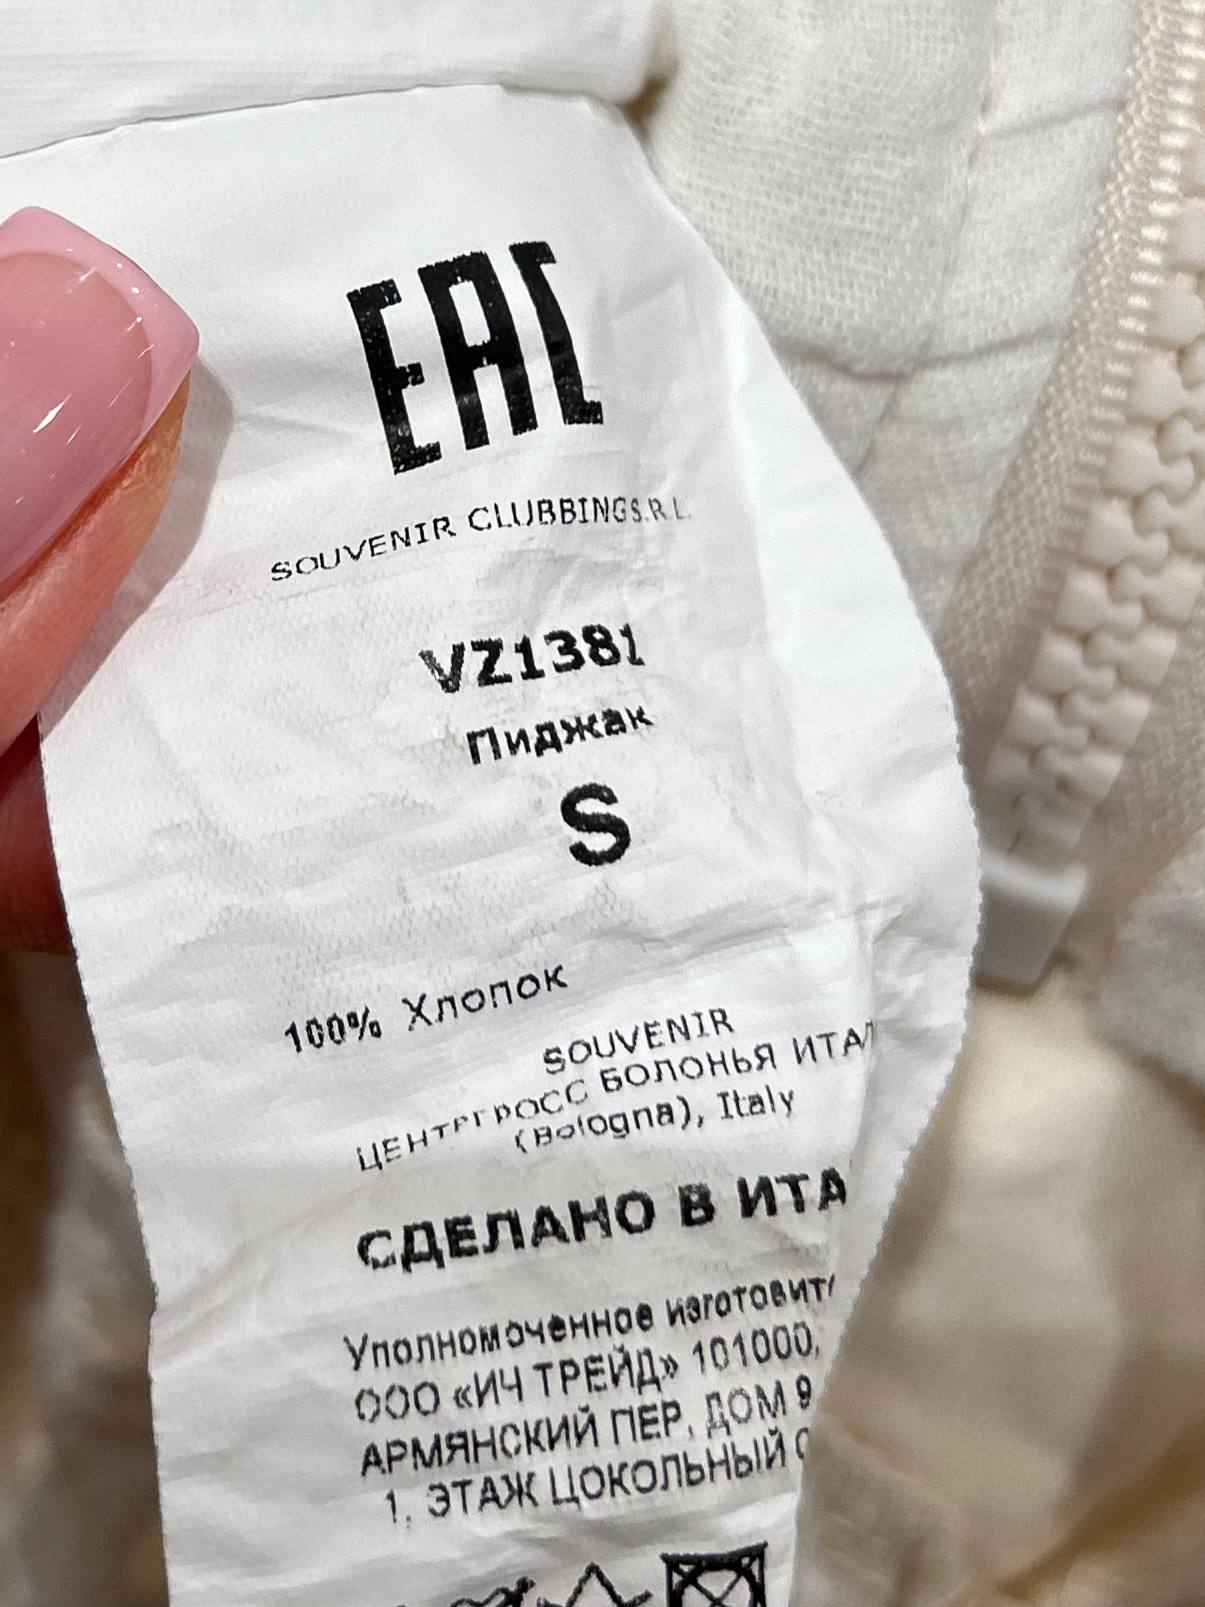 EAC
SOUVENIR CLUBBING S.R.L.
VZ1381
Пиджак
S
100% Хлопок
SOUVENIR
ЦЕНТРГРОСС БОЛОНЬЯ ИТАЛ
(Bologna), Italy
СДЕЛАНО В ИТА
Уполномоченное изготовит
ООО «ИЧ ТРЕЙД» 101000,
АРМЯНСКИЙ ПЕР, ДОМ 9
1, ЭТАЖ ЦОКОЛЬНЫЙ